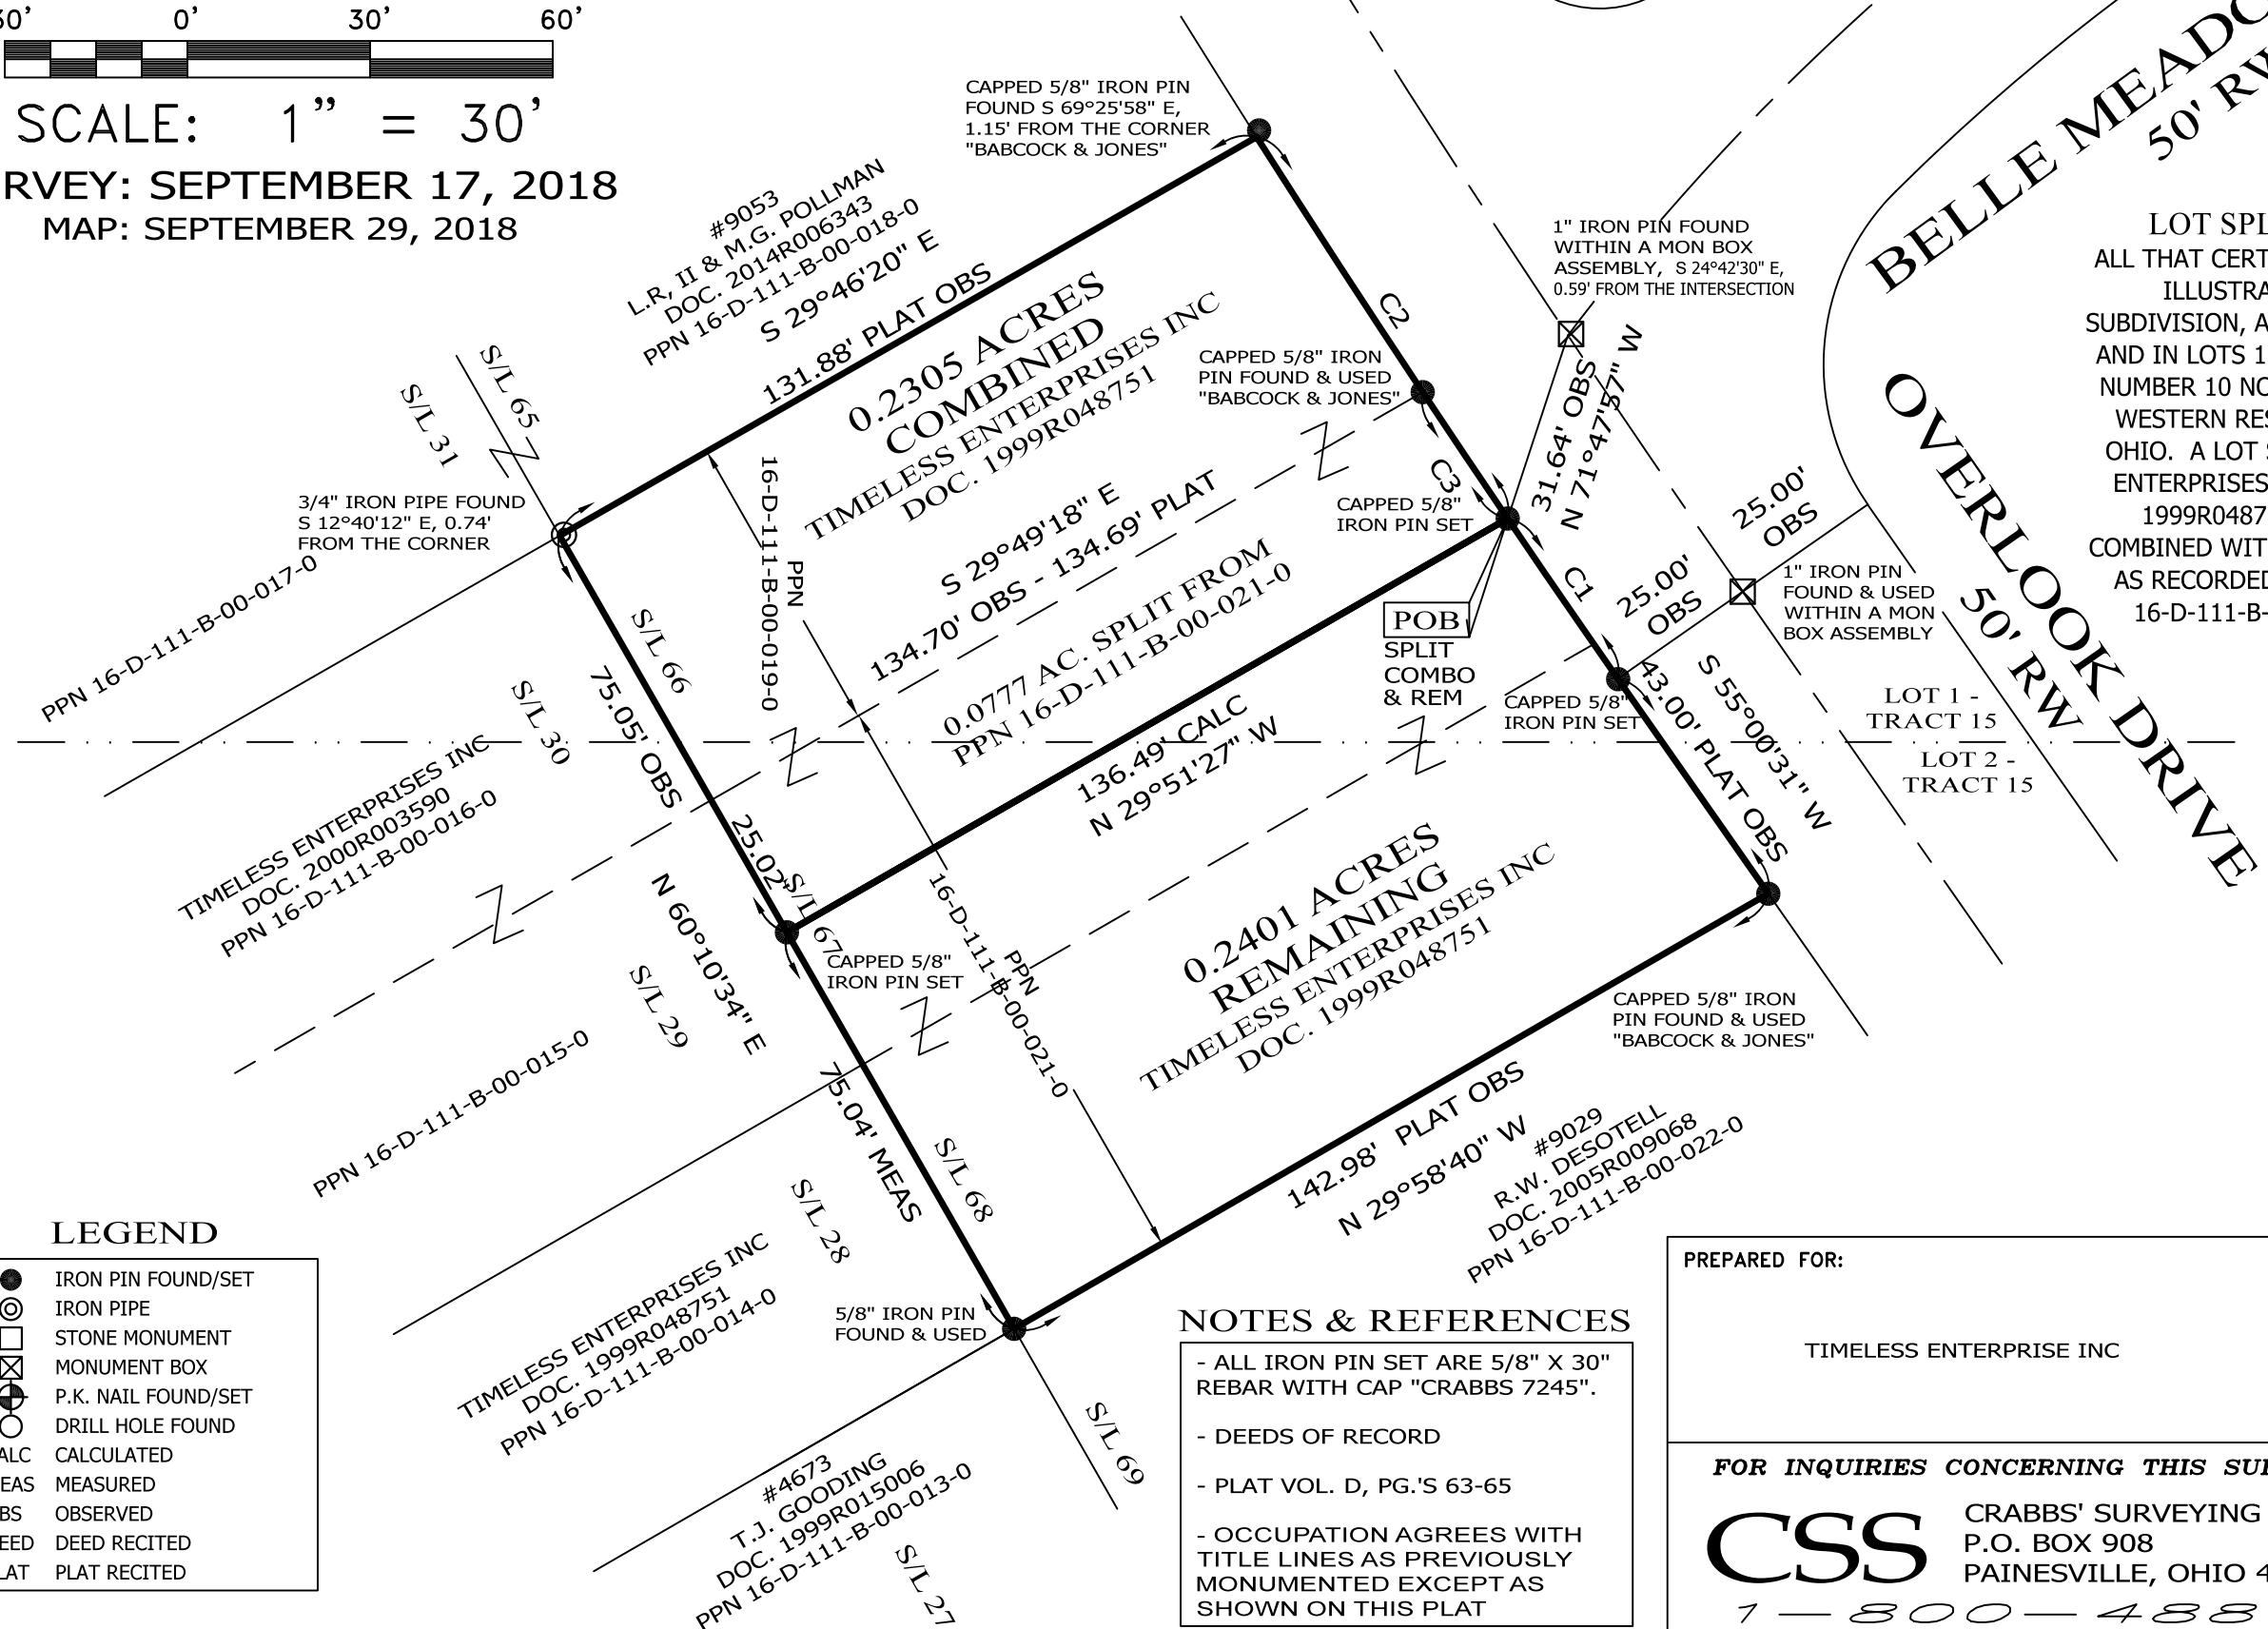 30' 0' 30' 60'
SCALE: 1" = 30'
RVEY: SEPTEMBER 17, 2018
MAP: SEPTEMBER 29, 2018
CAPPED 5/8" IRON PIN
FOUND S 69°25'58" E,
1.15' FROM THE CORNER
"BABCOCK & JONES"
#9053
L.R, II & M.G. POLLMAN
DOC. 2014R006343
PPN 16-D-111-B-00-018-0
S 29°46'20" E
131.88' PLAT OBS
0.2305 ACRES
COMBINED
TIMELESS ENTERPRISES INC
DOC. 1999R048751
C2
1" IRON PIN FOUND
WITHIN A MON BOX
ASSEMBLY, S 24°42'30" E,
0.59' FROM THE INTERSECTION
BELLE MEADO
50' RW
LOT SPL
ALL THAT CERT
ILLUSTRA
SUBDIVISION, A
AND IN LOTS 1
NUMBER 10 NO
WESTERN RES
OHIO. A LOT S
ENTERPRISES
1999R0487
COMBINED WIT
AS RECORDED
16-D-111-B-
OVERLOOK DRIVE
50' RW
CAPPED 5/8" IRON
PIN FOUND & USED
"BABCOCK & JONES"
C3
CAPPED 5/8"
IRON PIN SET
31.64' OBS
N 71°47'57" W
25.00'
OBS
25.00'
OBS
1" IRON PIN
FOUND & USED
WITHIN A MON
BOX ASSEMBLY
C1
S/L 65
S/L 31
3/4" IRON PIPE FOUND
S 12°40'12" E, 0.74'
FROM THE CORNER
PPN 16-D-111-B-00-017-0
PPN
16-D-111-B-00-019-0
S 29°49'18" E
134.70' OBS - 134.69' PLAT
0.0777 AC. SPLIT FROM
PPN 16-D-111-B-00-021-0
POB
SPLIT
COMBO
& REM
CAPPED 5/8"
IRON PIN SET
43.00' PLAT OBS
S 55°00'31" W
LOT 1 -
TRACT 15
LOT 2 -
TRACT 15
S/L 66
75.05' OBS
S/L 30
136.49' CALC
N 29°51'27" W
TIMELESS ENTERPRISES INC
DOC. 2000R003590
PPN 16-D-111-B-00-016-0
25.02'
S/L 67
N 60°10'34" E
CAPPED 5/8"
IRON PIN SET
PPN
16-D-111-B-00-021-0
0.2401 ACRES
REMAINING
TIMELESS ENTERPRISES INC
DOC. 1999R048751
S/L 29
PPN 16-D-111-B-00-015-0
75.04' MEAS
S/L 68
CAPPED 5/8" IRON
PIN FOUND & USED
"BABCOCK & JONES"
142.98' PLAT OBS
N 29°58'40" W
#9029
R.W. DESOTELL
DOC. 2005R009068
PPN 16-D-111-B-00-022-0
S/L 28
TIMELESS ENTERPRISES INC
DOC. 1999R048751
PPN 16-D-111-B-00-014-0
5/8" IRON PIN
FOUND & USED
S/L 69
#4673
T.J. GOODING
DOC. 1999R015006
PPN 16-D-111-B-00-013-0
S/L 27
LEGEND
IRON PIN FOUND/SET
IRON PIPE
STONE MONUMENT
MONUMENT BOX
P.K. NAIL FOUND/SET
DRILL HOLE FOUND
ALC CALCULATED
EAS MEASURED
BS OBSERVED
EED DEED RECITED
LAT PLAT RECITED
NOTES & REFERENCES
- ALL IRON PIN SET ARE 5/8" X 30"
REBAR WITH CAP "CRABBS 7245".
- DEEDS OF RECORD
- PLAT VOL. D, PG.'S 63-65
- OCCUPATION AGREES WITH
TITLE LINES AS PREVIOUSLY
MONUMENTED EXCEPT AS
SHOWN ON THIS PLAT
PREPARED FOR:
TIMELESS ENTERPRISE INC
FOR INQUIRIES CONCERNING THIS SU
CSS
CRABBS' SURVEYING
P.O. BOX 908
PAINESVILLE, OHIO 4
1-800-488